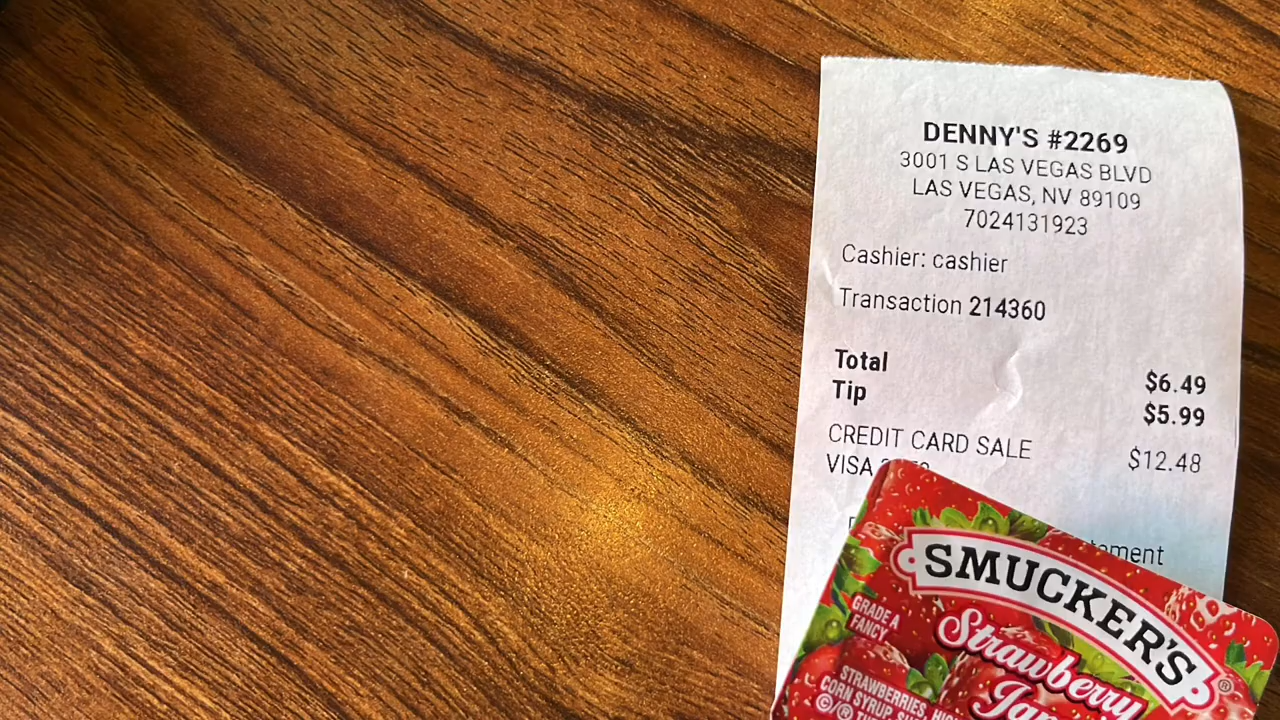 DENNY'S #2269
3001 S LAS VEGAS BLVD
LAS VEGAS, NV 89109
7024131923
Cashier: cashier
Transaction 214360
Total $6.49
Tip $5.99
CREDIT CARD SALE $12.48
VISA
SMUCKER'S®
GRADE A
FANCY
Strawberry
STRAWBERRIES,
CORN SYRUP,